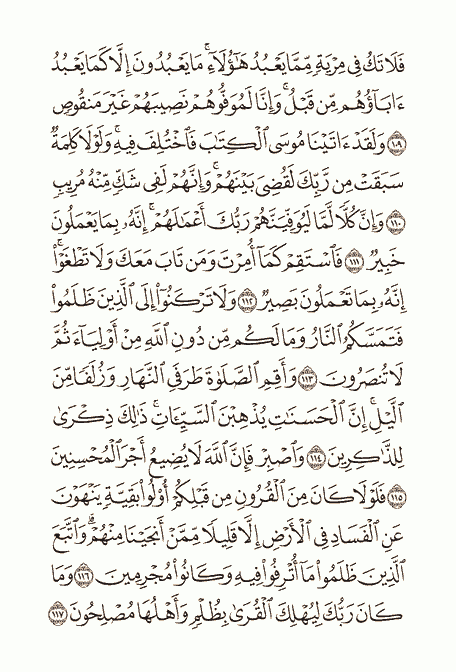 فَلَا تَكُ فِي مِرْيَةٍ مِّمَّا يَعْبُدُ هَٰٓؤُلَآءِ ۚ مَا يَعْبُدُونَ إِلَّا كَمَا يَعْبُدُ
ءَابَآؤُهُم مِّن قَبْلُ ۚ وَإِنَّا لَمُوَفُّوهُمْ نَصِيبَهُمْ غَيْرَ مَنقُوصٍ
﴿١٠٩﴾ وَلَقَدْ ءَاتَيْنَا مُوسَى ٱلْكِتَٰبَ فَٱخْتُلِفَ فِيهِ ۚ وَلَوْلَا كَلِمَةٌ
سَبَقَتْ مِن رَّبِّكَ لَقُضِيَ بَيْنَهُمْ ۚ وَإِنَّهُمْ لَفِي شَكٍّ مِّنْهُ مُرِيبٍ
﴿١١٠﴾ وَإِنَّ كُلًّا لَّمَّا لَيُوَفِّيَنَّهُمْ رَبُّكَ أَعْمَٰلَهُمْ ۚ إِنَّهُۥ بِمَا يَعْمَلُونَ
خَبِيرٌ ﴿١١١﴾ فَٱسْتَقِمْ كَمَآ أُمِرْتَ وَمَن تَابَ مَعَكَ وَلَا تَطْغَوْا۟ ۚ
إِنَّهُۥ بِمَا تَعْمَلُونَ بَصِيرٌ ﴿١١٢﴾ وَلَا تَرْكَنُوٓا۟ إِلَى ٱلَّذِينَ ظَلَمُوا۟
فَتَمَسَّكُمُ ٱلنَّارُ وَمَا لَكُم مِّن دُونِ ٱللَّهِ مِنْ أَوْلِيَآءَ ثُمَّ
لَا تُنصَرُونَ ﴿١١٣﴾ وَأَقِمِ ٱلصَّلَوٰةَ طَرَفَيِ ٱلنَّهَارِ وَزُلَفًا مِّنَ
ٱلَّيْلِ ۚ إِنَّ ٱلْحَسَنَٰتِ يُذْهِبْنَ ٱلسَّيِّـَٔاتِ ۚ ذَٰلِكَ ذِكْرَىٰ
لِلذَّٰكِرِينَ ﴿١١٤﴾ وَٱصْبِرْ فَإِنَّ ٱللَّهَ لَا يُضِيعُ أَجْرَ ٱلْمُحْسِنِينَ
﴿١١٥﴾ فَلَوْلَا كَانَ مِنَ ٱلْقُرُونِ مِن قَبْلِكُمْ أُو۟لُوا۟ بَقِيَّةٍ يَنْهَوْنَ
عَنِ ٱلْفَسَادِ فِي ٱلْأَرْضِ إِلَّا قَلِيلًا مِّمَّنْ أَنجَيْنَا مِنْهُمْ ۗ وَٱتَّبَعَ
ٱلَّذِينَ ظَلَمُوا۟ مَآ أُتْرِفُوا۟ فِيهِ وَكَانُوا۟ مُجْرِمِينَ ﴿١١٦﴾ وَمَا
كَانَ رَبُّكَ لِيُهْلِكَ ٱلْقُرَىٰ بِظُلْمٍ وَأَهْلُهَا مُصْلِحُونَ ﴿١١٧﴾